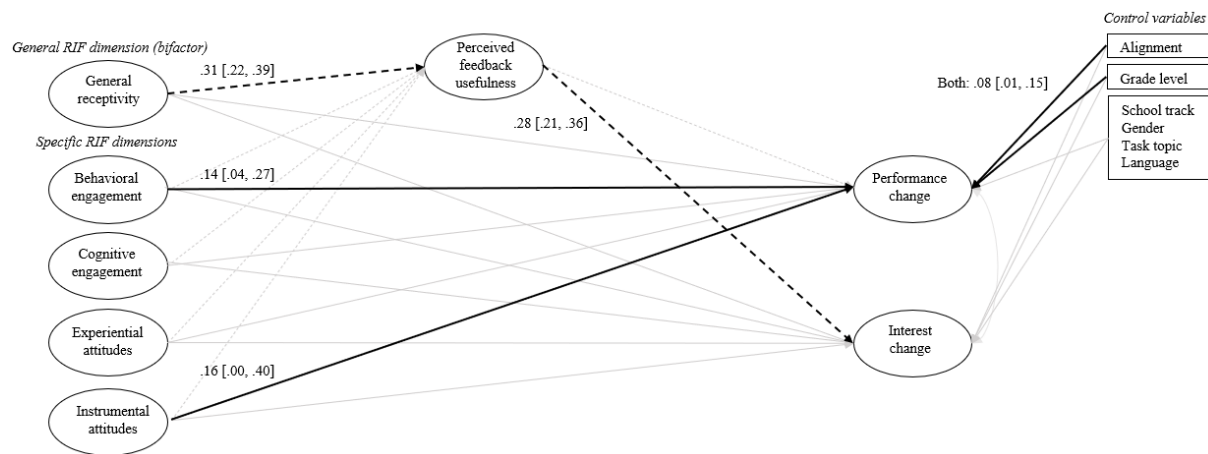 Control variables
General RIF dimension (bifactor)
General
receptivity
.31 [.22, .39]
Perceived
feedback
usefulness
Alignment
Both: .08 [.01, .15]
Grade level
.28 [.21, .36]
School track
Gender
Task topic
Language
Specific RIF dimensions
Behavioral
engagement
.14 [.04, .27]
Performance
change
Cognitive
engagement
Experiential
attitudes
Interest
change
.16 [.00, .40]
Instrumental
attitudes